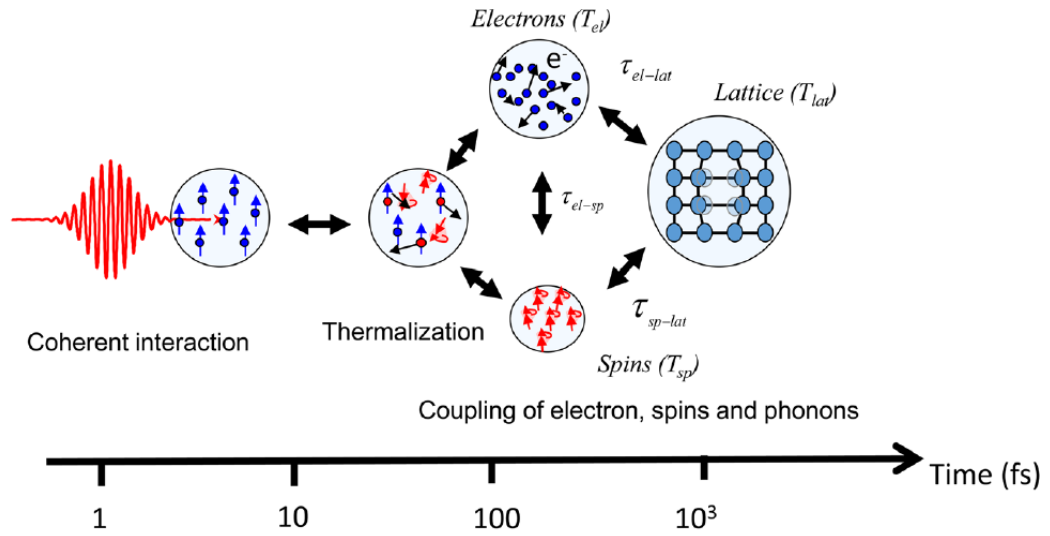 Electrons (T_el)
e⁻
τ_el-lat
Lattice (T_lat)
τ_el-sp
τ_sp-lat
Coherent interaction
Thermalization
Spins (T_sp)
Coupling of electron, spins and phonons
Time (fs)
1 10 100 10³